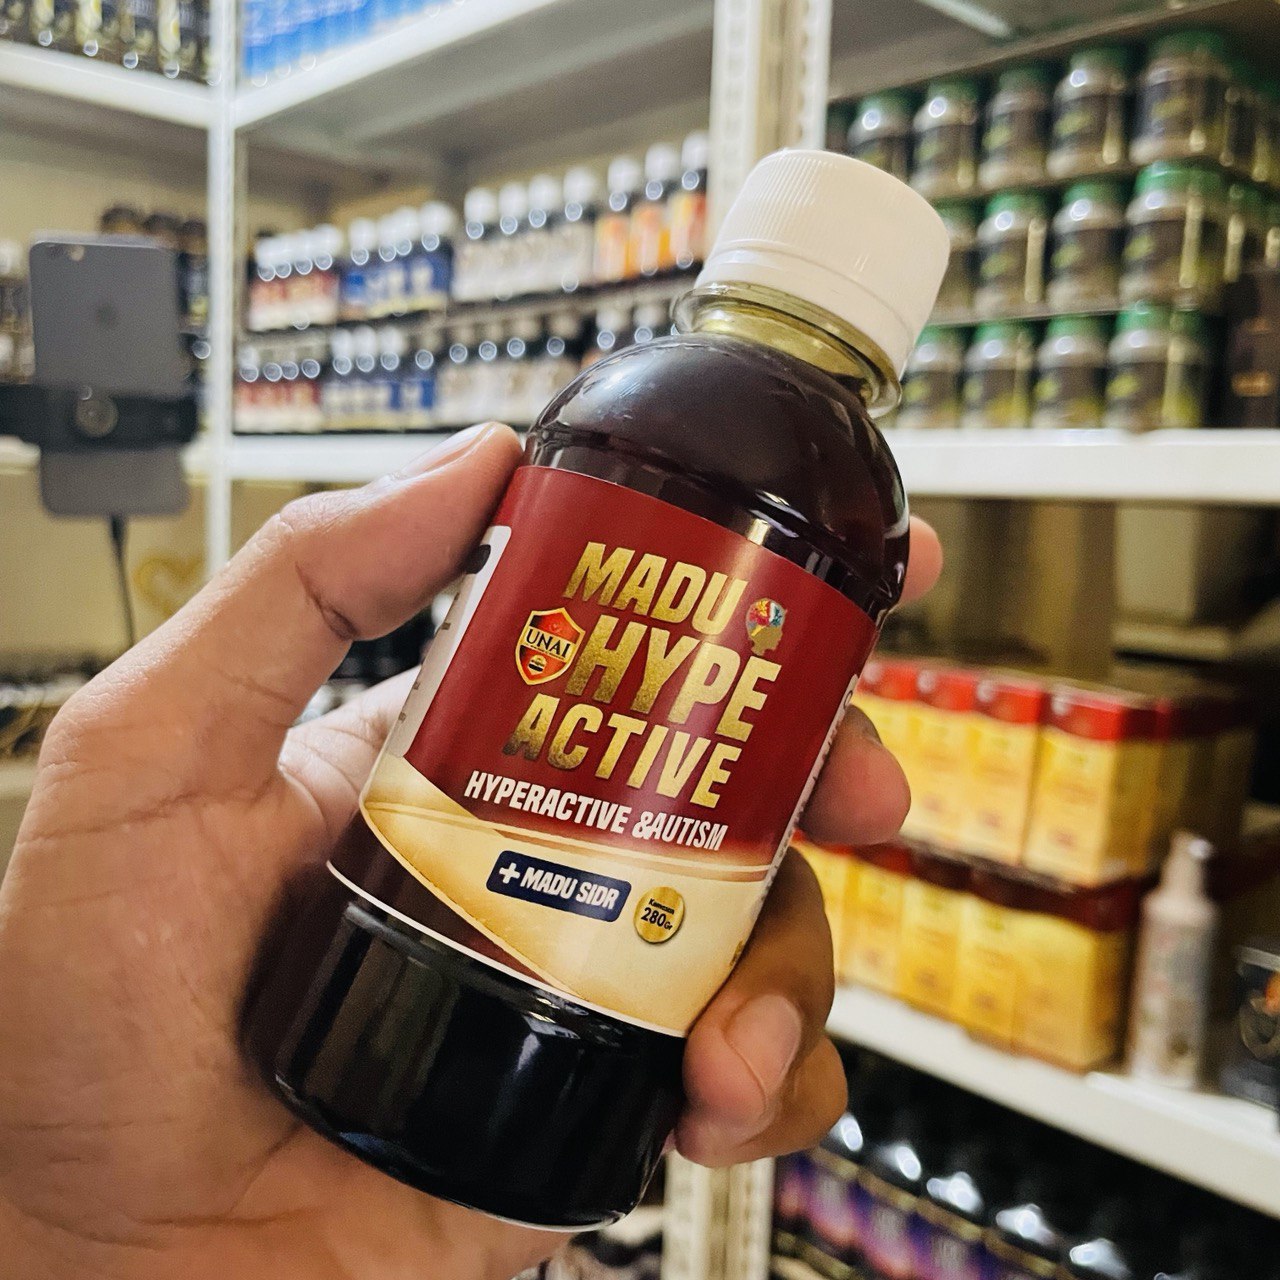 MADU
UNAI
HYPE
ACTIVE
HYPERACTIVE &AUTISM
+ MADU SIDR
280Gr